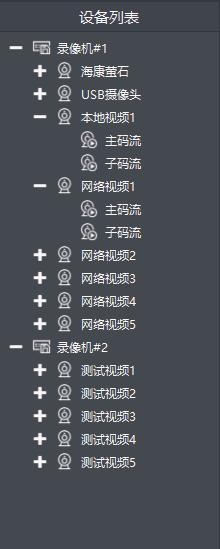 设备列表
录像机#1
海康萤石
USB摄像头
本地视频1
主码流
子码流
网络视频1
主码流
子码流
网络视频2
网络视频3
网络视频4
网络视频5
录像机#2
测试视频1
测试视频2
测试视频3
测试视频4
测试视频5